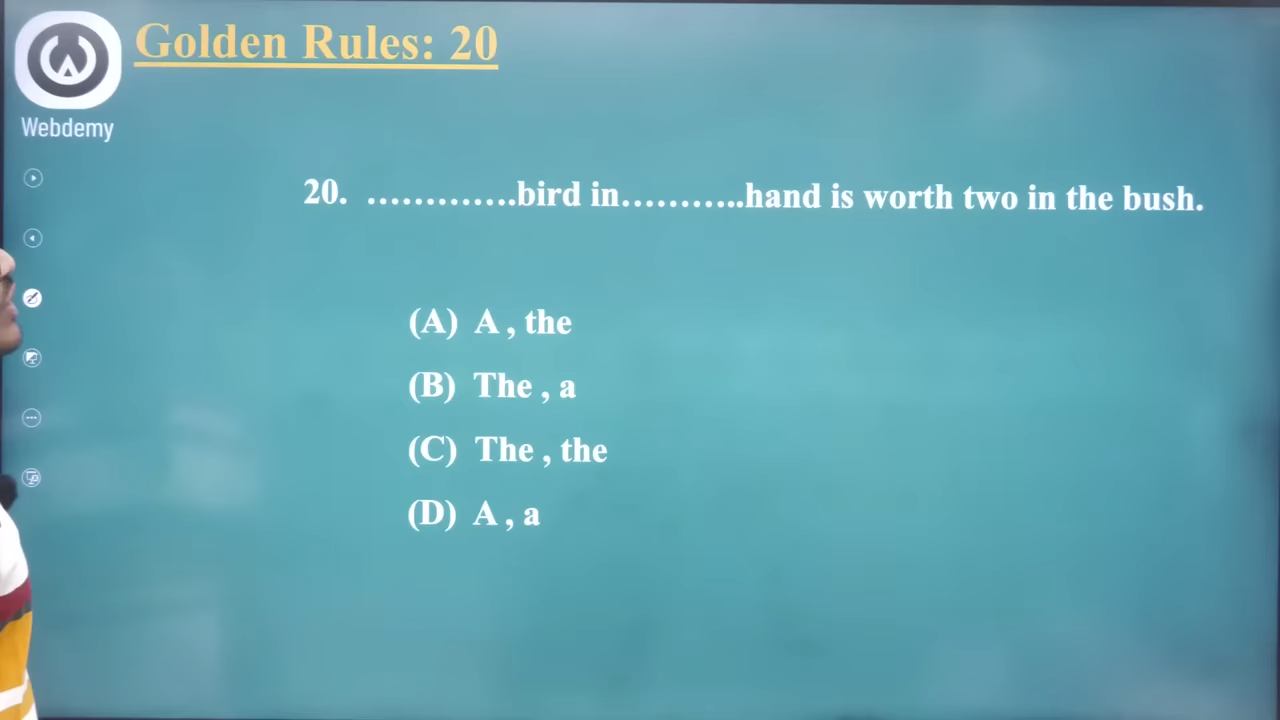 Golden Rules: 20
Webdemy
20. .............bird in...........hand is worth two in the bush.
(A) A , the
(B) The , a
(C) The , the
(D) A , a